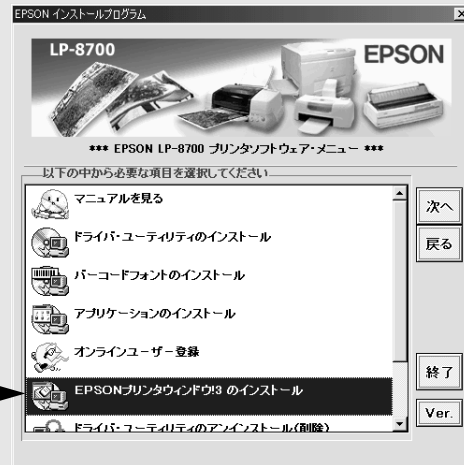 EPSON インストールプログラム
LP-8700
EPSON
*** EPSON LP-8700 プリンタソフトウェア・メニュー ***
以下の中から必要な項目を選択してください
マニュアルを見る
次へ
ドライバ・ユーティリティのインストール
戻る
バーコードフォントのインストール
アプリケーションのインストール
オンラインユーザー登録
終了
EPSONプリンタウィンドウ!3 のインストール
Ver.
ドライバ・ユーティリティのアンインストール(削除)